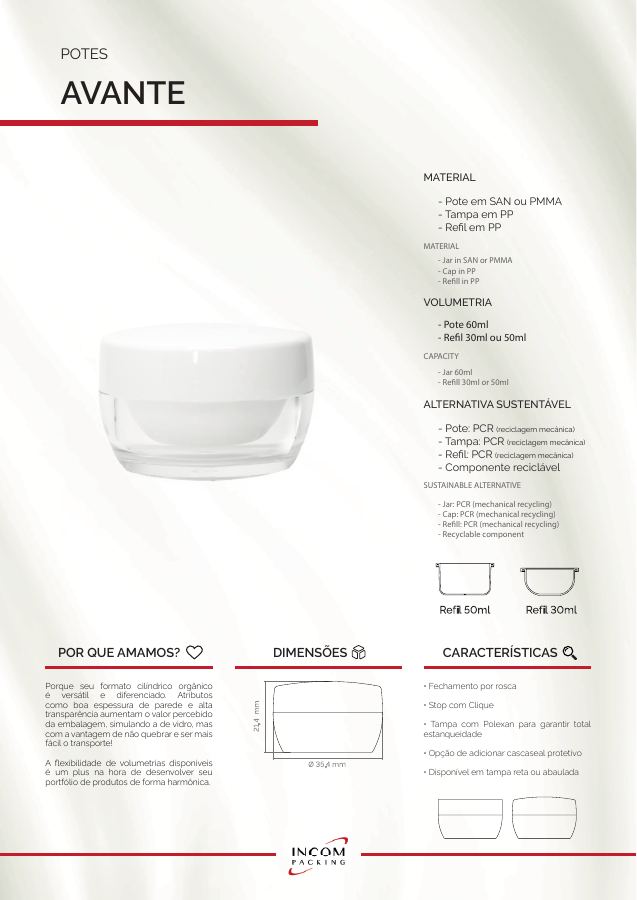 POTES
AVANTE
MATERIAL
- Pote em SAN ou PMMA
- Tampa em PP
- Refil em PP
MATERIAL
- Jar in SAN or PMMA
- Cap in PP
- Refill in PP
VOLUMETRIA
- Pote 60ml
- Refil 30ml ou 50ml
CAPACITY
- Jar 60ml
- Refill 30ml or 50ml
ALTERNATIVA SUSTENTÁVEL
- Pote: PCR (reciclagem mecânica)
- Tampa: PCR (reciclagem mecânica)
- Refil: PCR (reciclagem mecânica)
- Componente reciclável
SUSTAINABLE ALTERNATIVE
- Jar: PCR (mechanical recycling)
- Cap: PCR (mechanical recycling)
- Refill: PCR (mechanical recycling)
- Recyclable component
Refil 50ml
Refil 30ml
POR QUE AMAMOS?
Porque seu formato cilíndrico orgânico
é versátil e diferenciado. Atributos
como boa espessura de parede e alta
transparência aumentam o valor percebido
da embalagem, simulando a de vidro, mas
com a vantagem de não quebrar e ser mais
fácil o transporte!
A flexibilidade de volumetrias disponíveis
é um plus na hora de desenvolver seu
portfólio de produtos de forma harmônica.
DIMENSÕES
21,4 mm
Ø 35,4 mm
CARACTERÍSTICAS
• Fechamento por rosca
• Stop com Clique
• Tampa com Polexan para garantir total
estanqueidade
• Opção de adicionar cascaseal protetivo
• Disponível em tampa reta ou abaulada
INCOM
PACKING